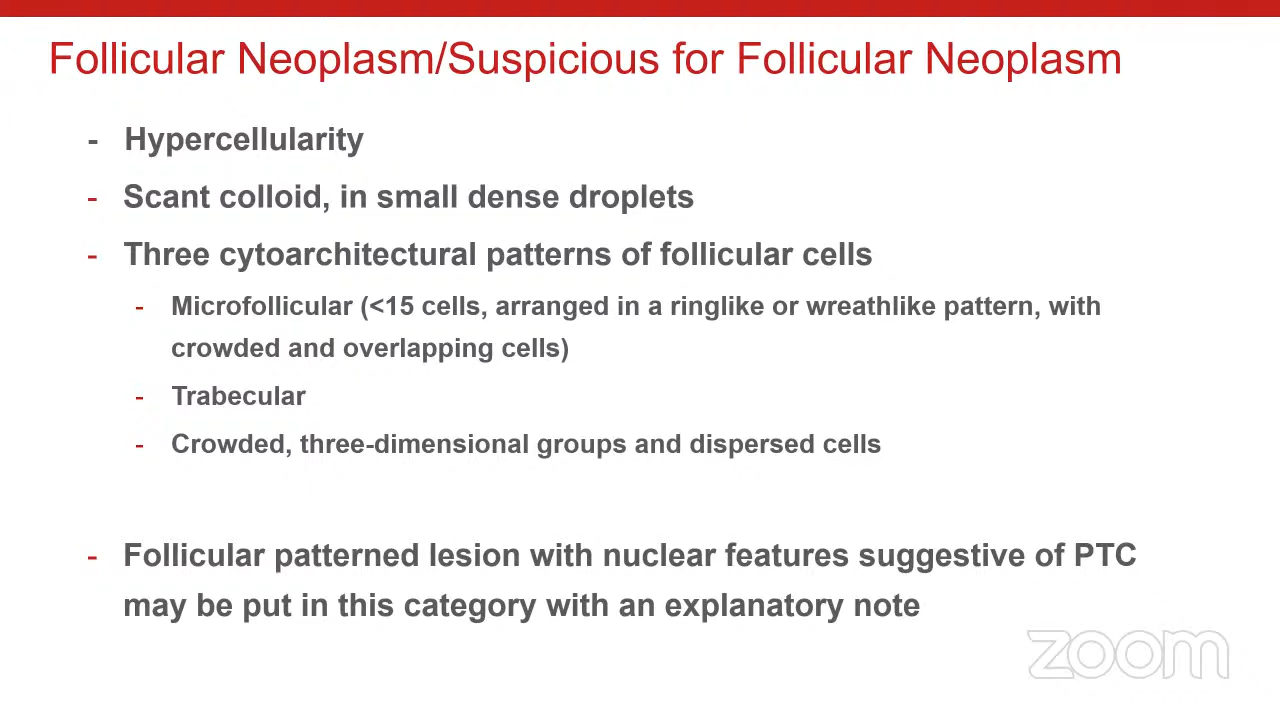 Follicular Neoplasm/Suspicious for Follicular Neoplasm
- Hypercellularity
- Scant colloid, in small dense droplets
- Three cytoarchitectural patterns of follicular cells
- Microfollicular (<15 cells, arranged in a ringlike or wreathlike pattern, with
crowded and overlapping cells)
- Trabecular
- Crowded, three-dimensional groups and dispersed cells
- Follicular patterned lesion with nuclear features suggestive of PTC
may be put in this category with an explanatory note
zoom